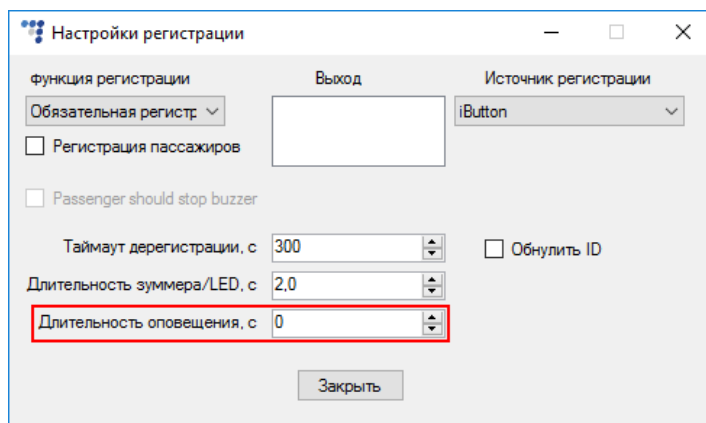 Настройки регистрации
функция регистрации
Выход
Источник регистрации
Обязательная регистр
iButton
Регистрация пассажиров
Passenger should stop buzzer
Таймаут дерегистрации, с 300
Обнулить ID
Длительность зуммера/LED, с 2,0
Длительность оповещения, с 0
Закрыть